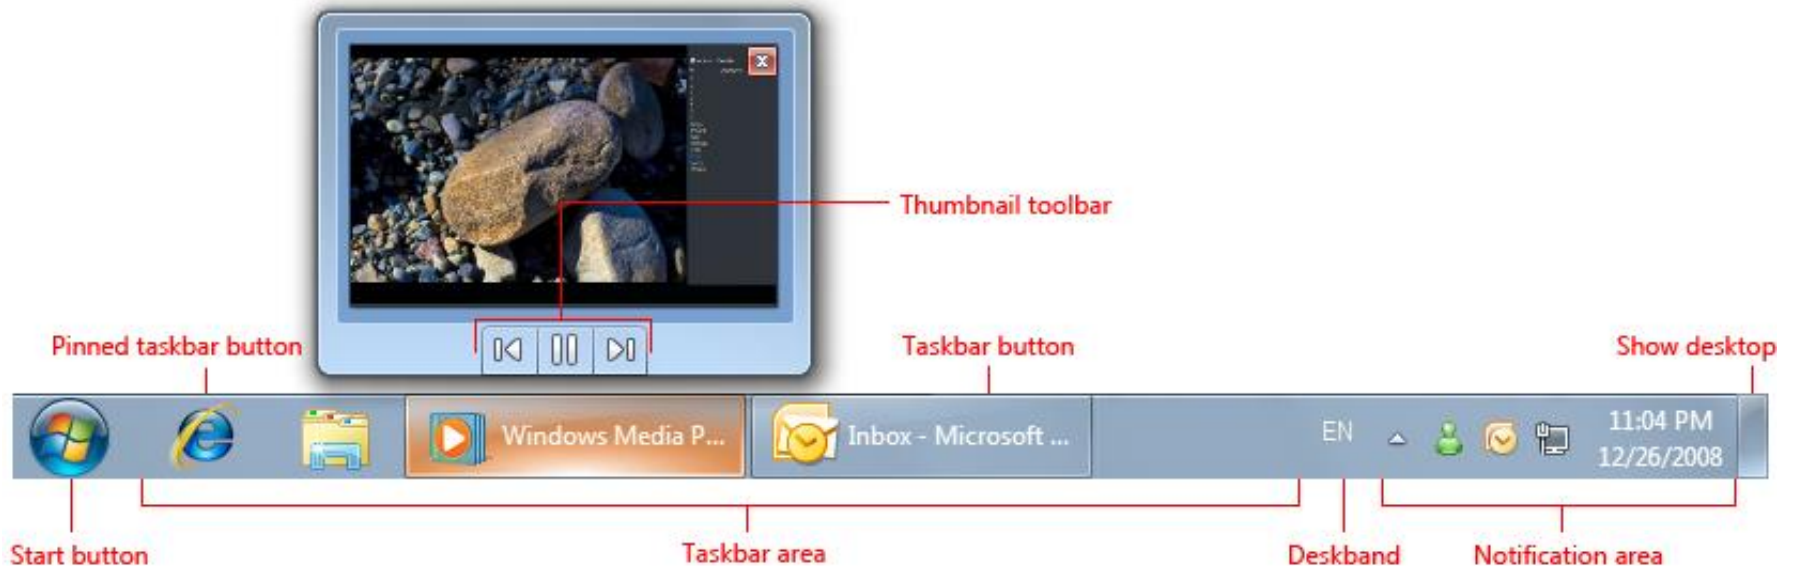 Thumbnail toolbar
Pinned taskbar button
Taskbar button
Show desktop
Windows Media P...
Inbox - Microsoft ...
EN
11:04 PM
12/26/2008
Start button
Taskbar area
Deskband
Notification area